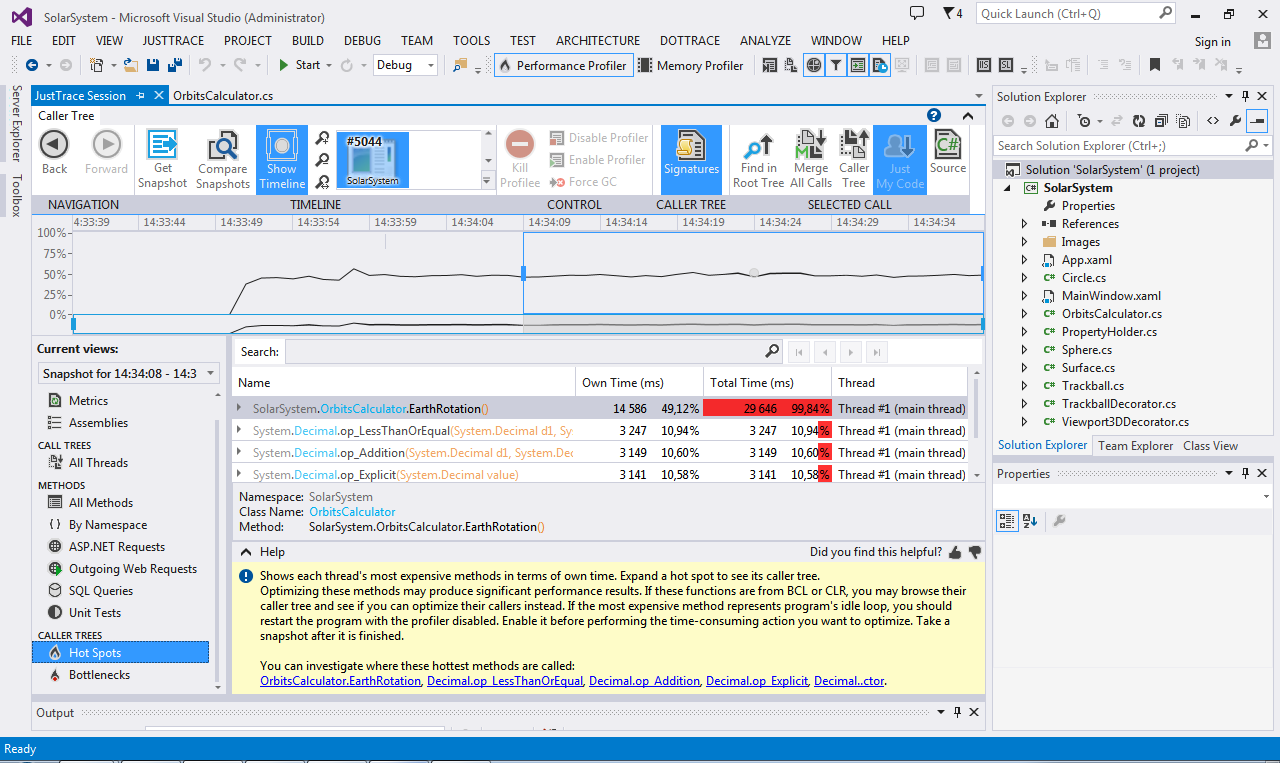 SolarSystem - Microsoft Visual Studio (Administrator)
4
Quick Launch (Ctrl+Q)
FILE EDIT VIEW JUSTTRACE PROJECT BUILD DEBUG TEAM TOOLS TEST ARCHITECTURE DOTTRACE ANALYZE WINDOW HELP
Sign in
Start Debug Performance Profiler Memory Profiler
Server Explorer
Toolbox
JustTrace Session OrbitsCalculator.cs
Caller Tree
Back
Forward
Get Snapshot
Compare Snapshots
Show Timeline
#5044
SolarSystem
Kill Profilee
Disable Profiler
Enable Profiler
Force GC
Signatures
Find in Root Tree
Merge All Calls
Caller Tree
Just My Code
Source
NAVIGATION TIMELINE CONTROL CALLER TREE SELECTED CALL
4:33:39 14:33:44 14:33:49 14:33:54 14:33:59 14:34:04 14:34:09 14:34:14 14:34:19 14:34:24 14:34:29 14:34:34
100%
75%
50%
25%
0%
Current views:
Snapshot for 14:34:08 - 14:3
Metrics
Assemblies
CALL TREES
All Threads
METHODS
All Methods
By Namespace
ASP.NET Requests
Outgoing Web Requests
SQL Queries
Unit Tests
CALLER TREES
Hot Spots
Bottlenecks
Search:
Name Own Time (ms) Total Time (ms) Thread
SolarSystem.OrbitsCalculator.EarthRotation() 14 586 49,12% 29 646 99,84% Thread #1 (main thread)
System.Decimal.op_LessThanOrEqual(System.Decimal d1, Sy 3 247 10,94% 3 247 10,94% Thread #1 (main thread)
System.Decimal.op_Addition(System.Decimal d1, System.Dec 3 149 10,60% 3 149 10,60% Thread #1 (main thread)
System.Decimal.op_Explicit(System.Decimal value) 3 141 10,58% 3 141 10,58% Thread #1 (main thread)
Namespace: SolarSystem
Class Name: OrbitsCalculator
Method: SolarSystem.OrbitsCalculator.EarthRotation()
Help Did you find this helpful?
Shows each thread's most expensive methods in terms of own time. Expand a hot spot to see its caller tree.
Optimizing these methods may produce significant performance results. If these functions are from BCL or CLR, you may browse their
caller tree and see if you can optimize their callers instead. If the most expensive method represents program's idle loop, you should
restart the program with the profiler disabled. Enable it before performing the time-consuming action you want to optimize. Take a
snapshot after it is finished.
You can investigate where these hottest methods are called:
OrbitsCalculator.EarthRotation, Decimal.op_LessThanOrEqual, Decimal.op_Addition, Decimal.op_Explicit, Decimal..ctor.
Output
Solution Explorer
Search Solution Explorer (Ctrl+;)
Solution 'SolarSystem' (1 project)
SolarSystem
Properties
References
Images
App.xaml
Circle.cs
MainWindow.xaml
OrbitsCalculator.cs
PropertyHolder.cs
Sphere.cs
Surface.cs
Trackball.cs
TrackballDecorator.cs
Viewport3DDecorator.cs
Solution Explorer Team Explorer Class View
Properties
Ready